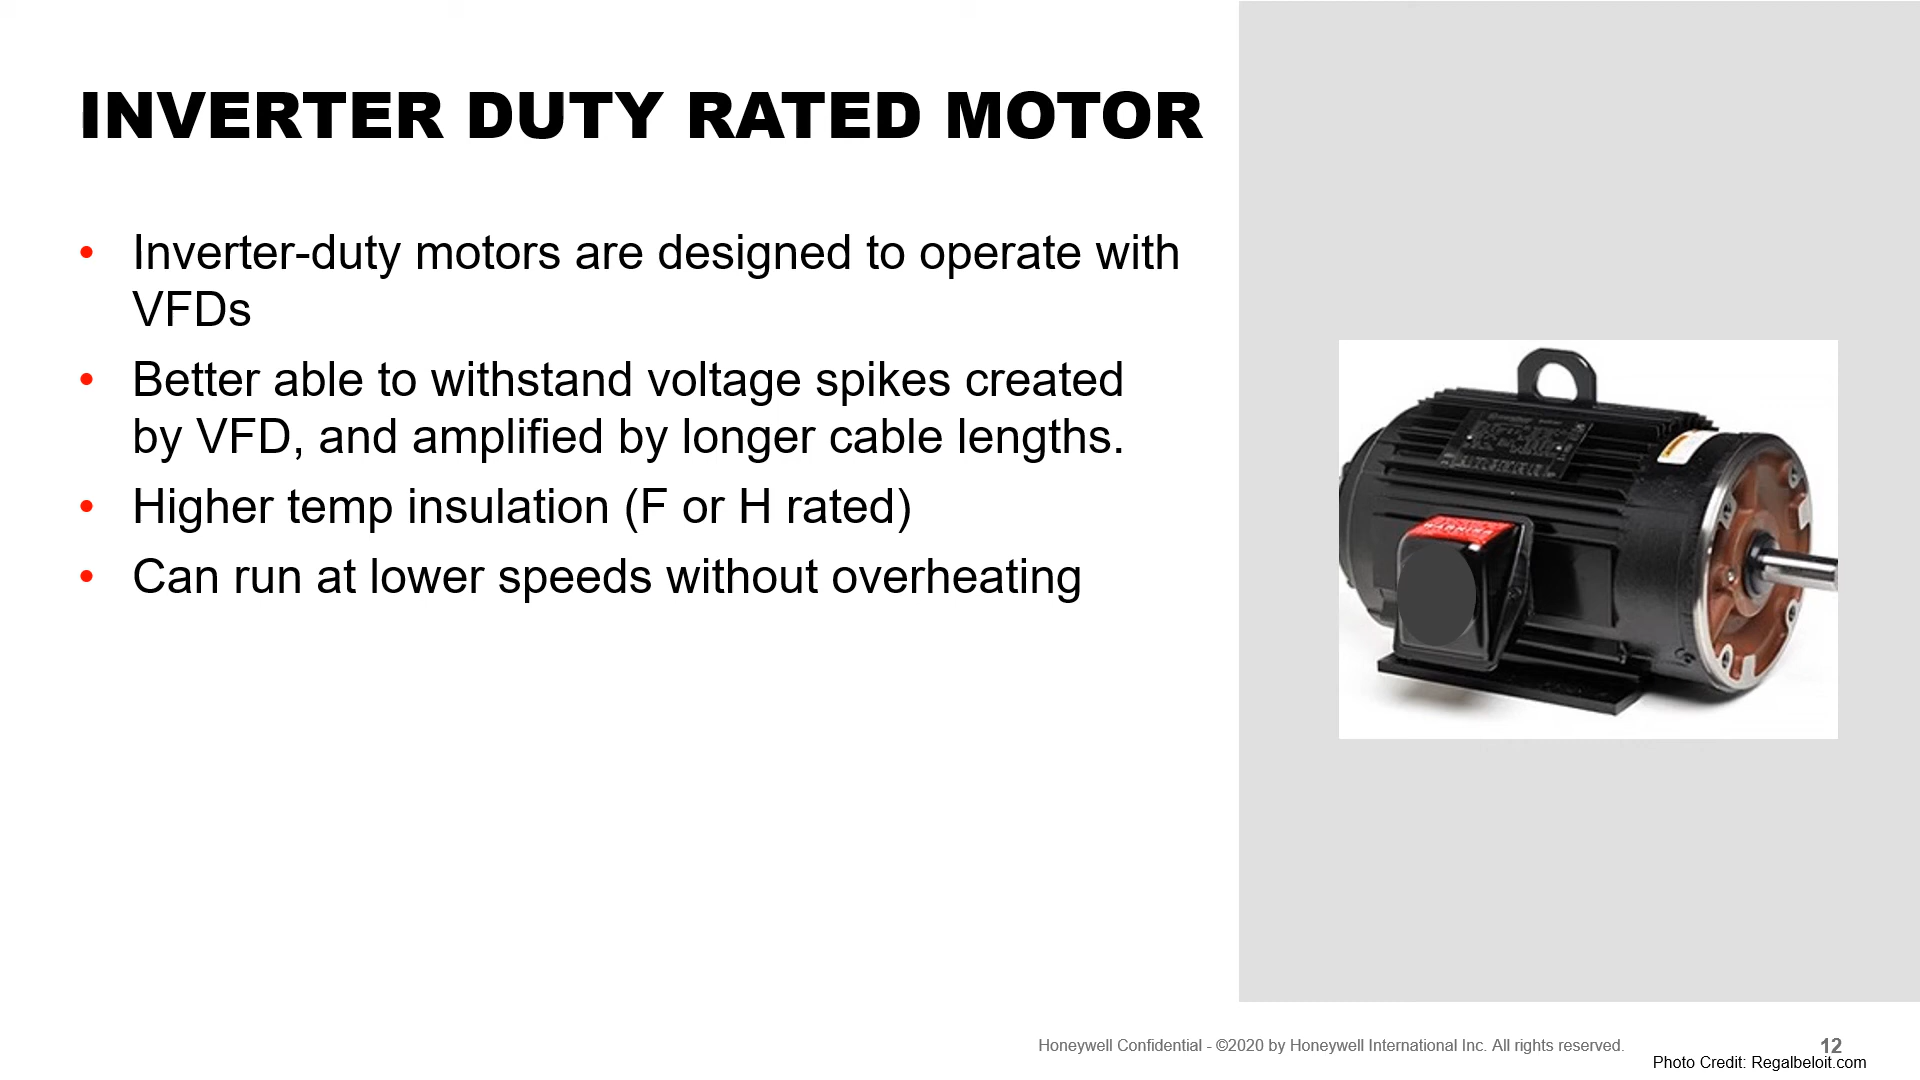 INVERTER DUTY RATED MOTOR
• Inverter-duty motors are designed to operate with
VFDs
• Better able to withstand voltage spikes created
by VFD, and amplified by longer cable lengths.
• Higher temp insulation (F or H rated)
• Can run at lower speeds without overheating
WARNING
Honeywell Confidential - ©2020 by Honeywell International Inc. All rights reserved.
12
Photo Credit: Regalbeloit.com